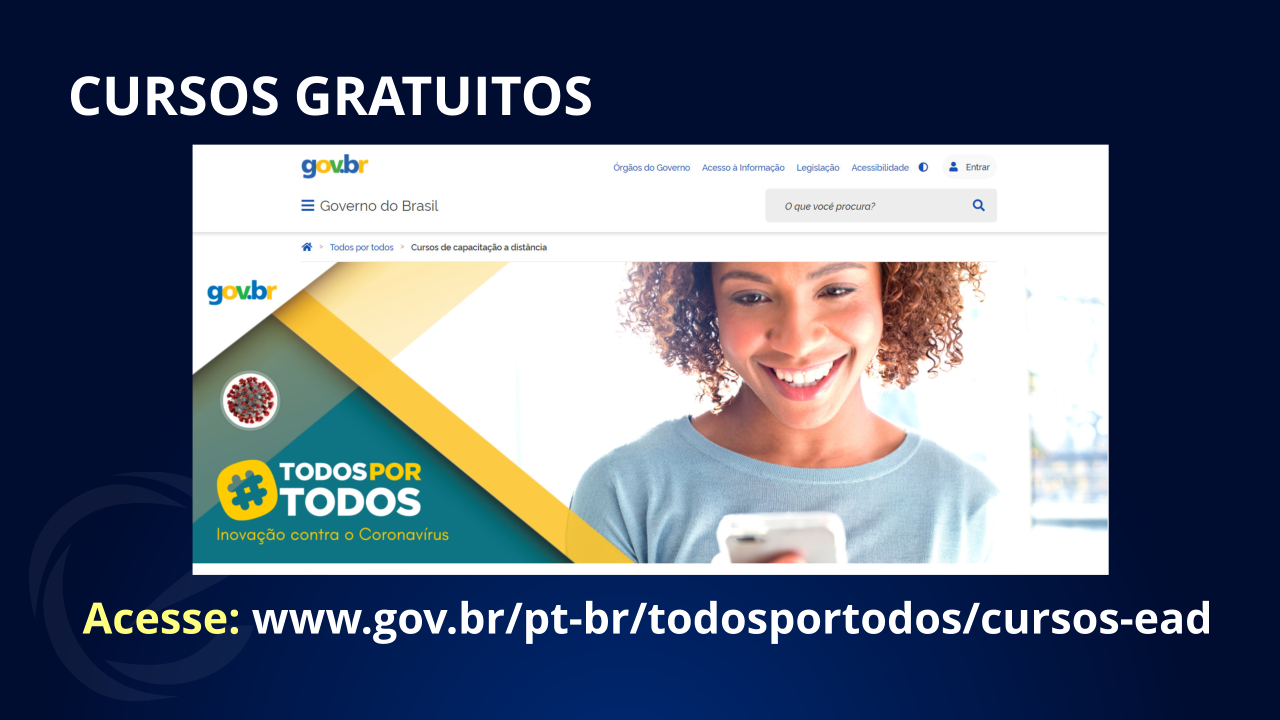 CURSOS GRATUITOS
gov.br
Órgãos do Governo Acesso à Informação Legislação Acessibilidade Entrar
Governo do Brasil
O que você procura?
> Todos por todos > Cursos de capacitação a distância
gov.br
# TODOS POR
TODOS
Inovação contra o Coronavírus
Acesse: www.gov.br/pt-br/todosportodos/cursos-ead